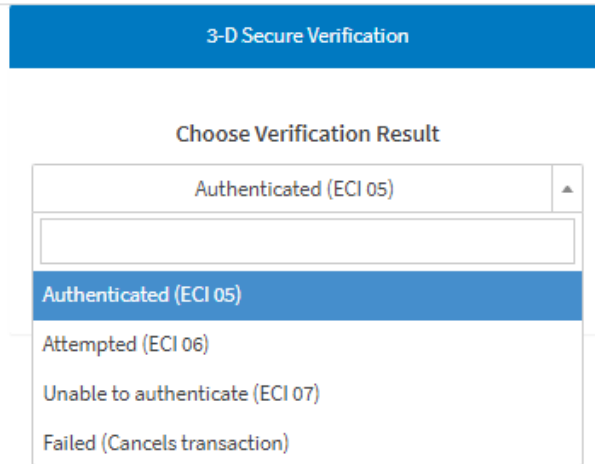 3-D Secure Verification
Choose Verification Result
Authenticated (ECI 05)
Authenticated (ECI 05)
Attempted (ECI 06)
Unable to authenticate (ECI 07)
Failed (Cancels transaction)